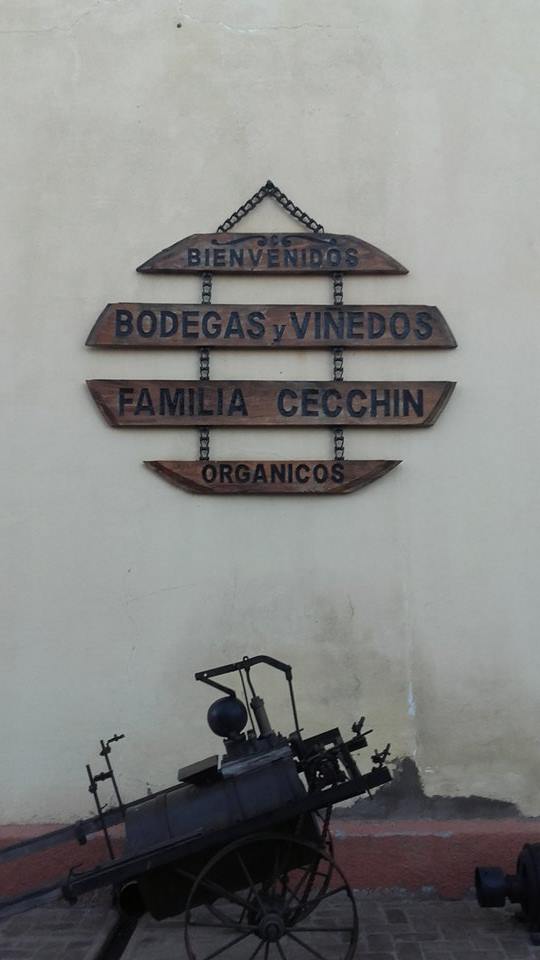 BIENVENIDOS
BODEGAS y VIÑEDOS
FAMILIA CECCHIN
ORGANICOS